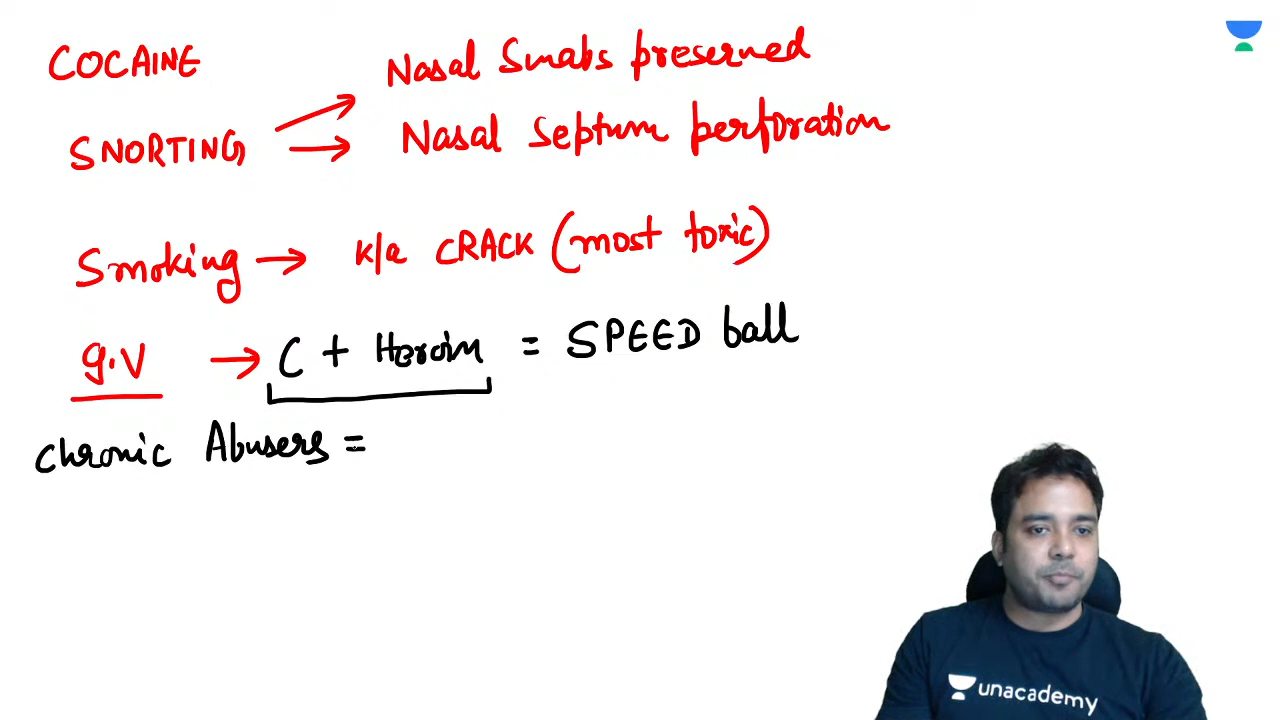 COCAINE
Nasal Swabs preserved
SNORTING
Nasal Septum perforation
Smoking → k/a CRACK (most toxic)
I.V → C + Heroin = SPEED ball
Chronic Abusers =
unacademy